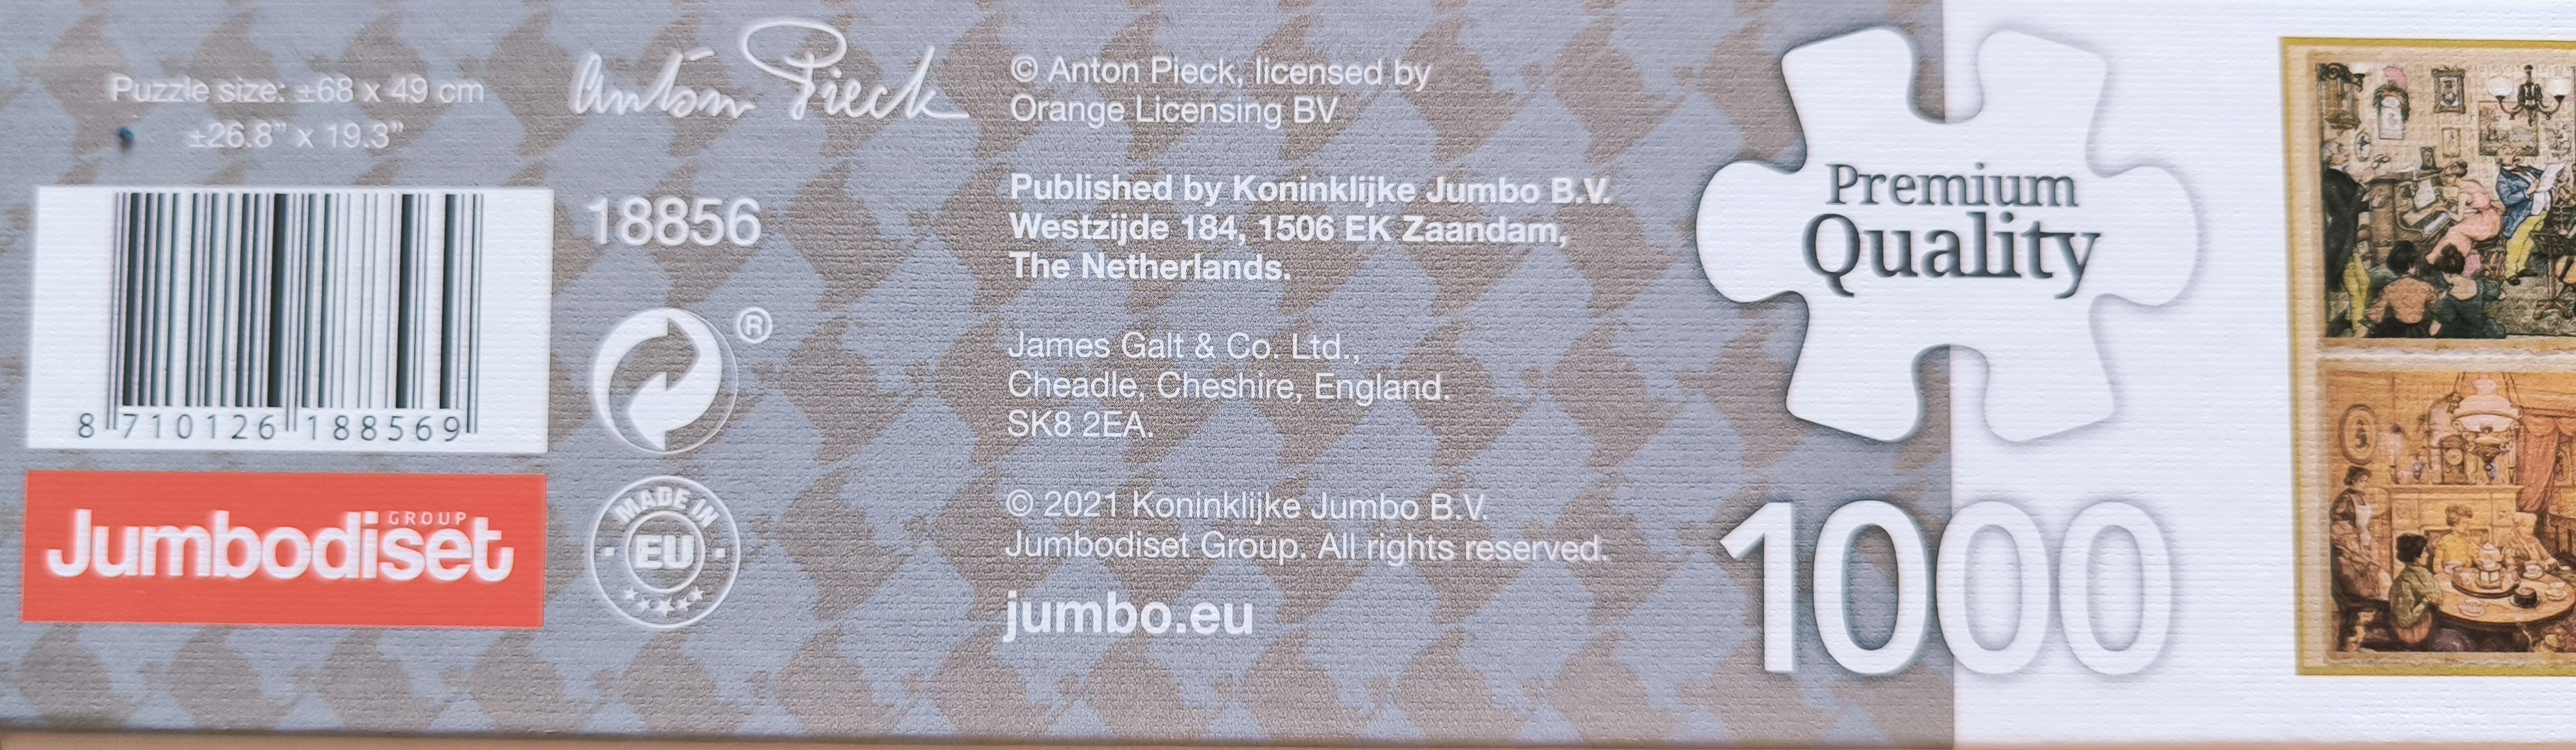 Puzzle size: ±68 x 49 cm
±26.8” x 19.3”
8 710126 188569
Jumbodiset
GROUP
Anton Pieck
18856
®
MADE IN
EU
© Anton Pieck, licensed by
Orange Licensing BV
Published by Koninklijke Jumbo B.V.
Westzijde 184, 1506 EK Zaandam,
The Netherlands.
James Galt & Co. Ltd.,
Cheadle, Cheshire, England.
SK8 2EA.
© 2021 Koninklijke Jumbo B.V.
Jumbodiset Group. All rights reserved.
jumbo.eu
Premium
Quality
1000